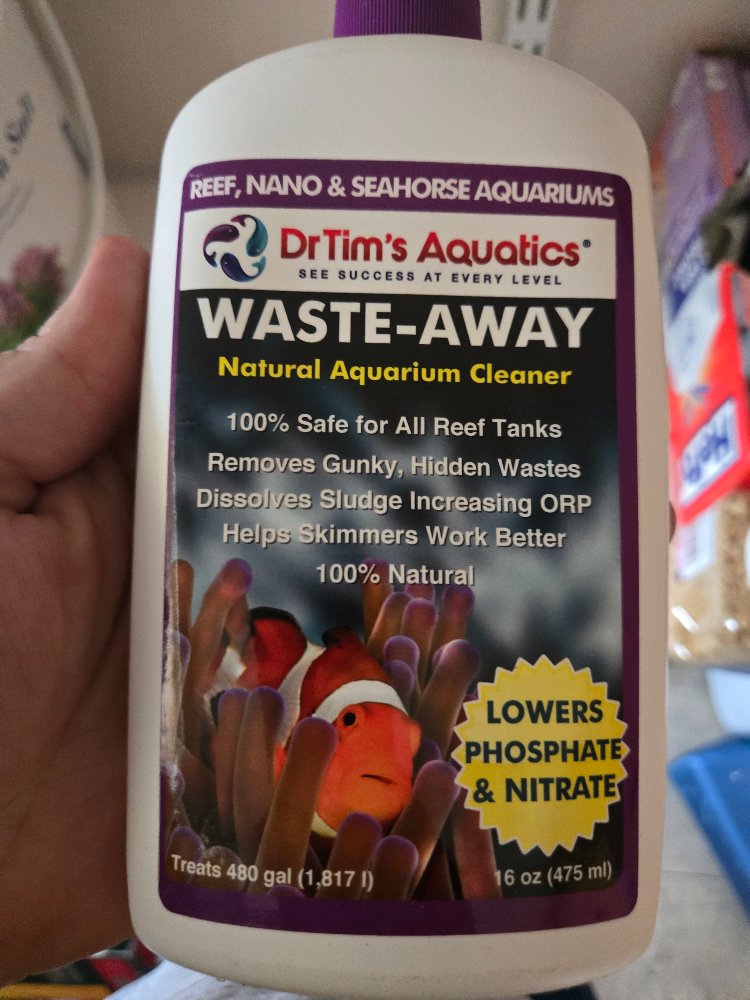 REEF, NANO & SEAHORSE AQUARIUMS
DrTim's Aquatics®
SEE SUCCESS AT EVERY LEVEL
WASTE-AWAY
Natural Aquarium Cleaner
100% Safe for All Reef Tanks
Removes Gunky, Hidden Wastes
Dissolves Sludge Increasing ORP
Helps Skimmers Work Better
100% Natural
LOWERS
PHOSPHATE
& NITRATE
Treats 480 gal (1,817 l)
16 oz (475 ml)